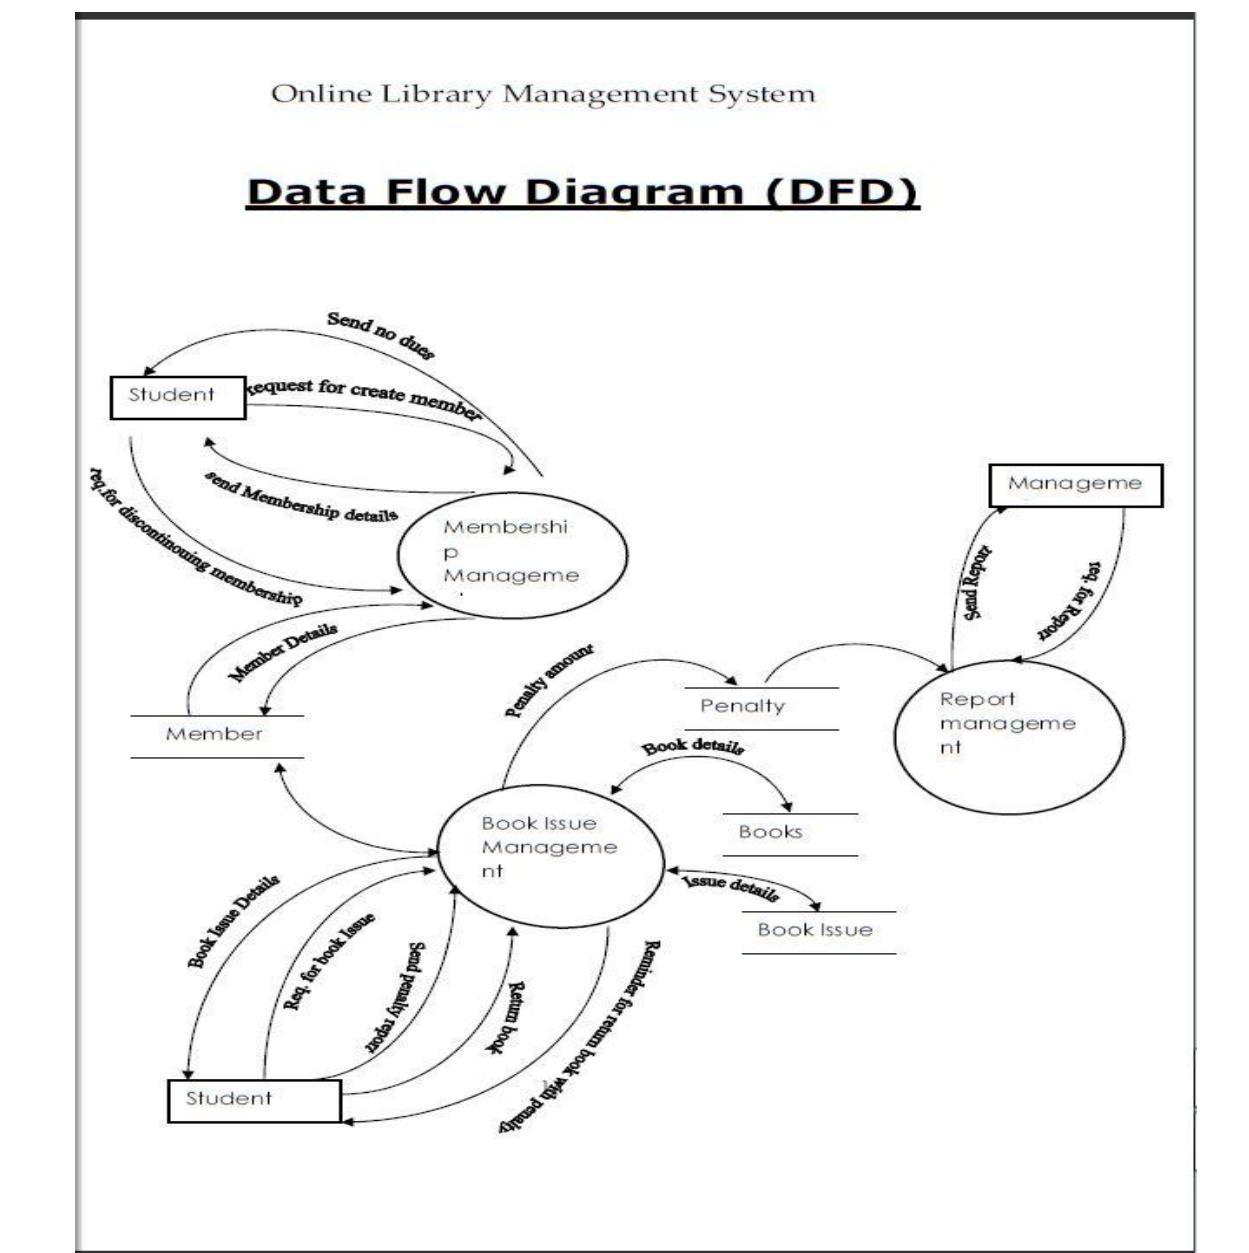 Online Library Management System
Data Flow Diagram (DFD)
Send no dues
Student
request for create member
send Membership details
req.for discontinouing membership
Membershi
p
Manageme
Manageme
Send Report
req. for Report
Member Details
Member
Penalty amount
Penalty
Report
manageme
nt
Book details
Books
Book Issue
Manageme
nt
Issue details
Book Issue
Book Issue Details
Req. for book Issue
Send penalty report
Return book
Reminder for return book with penalty
Student